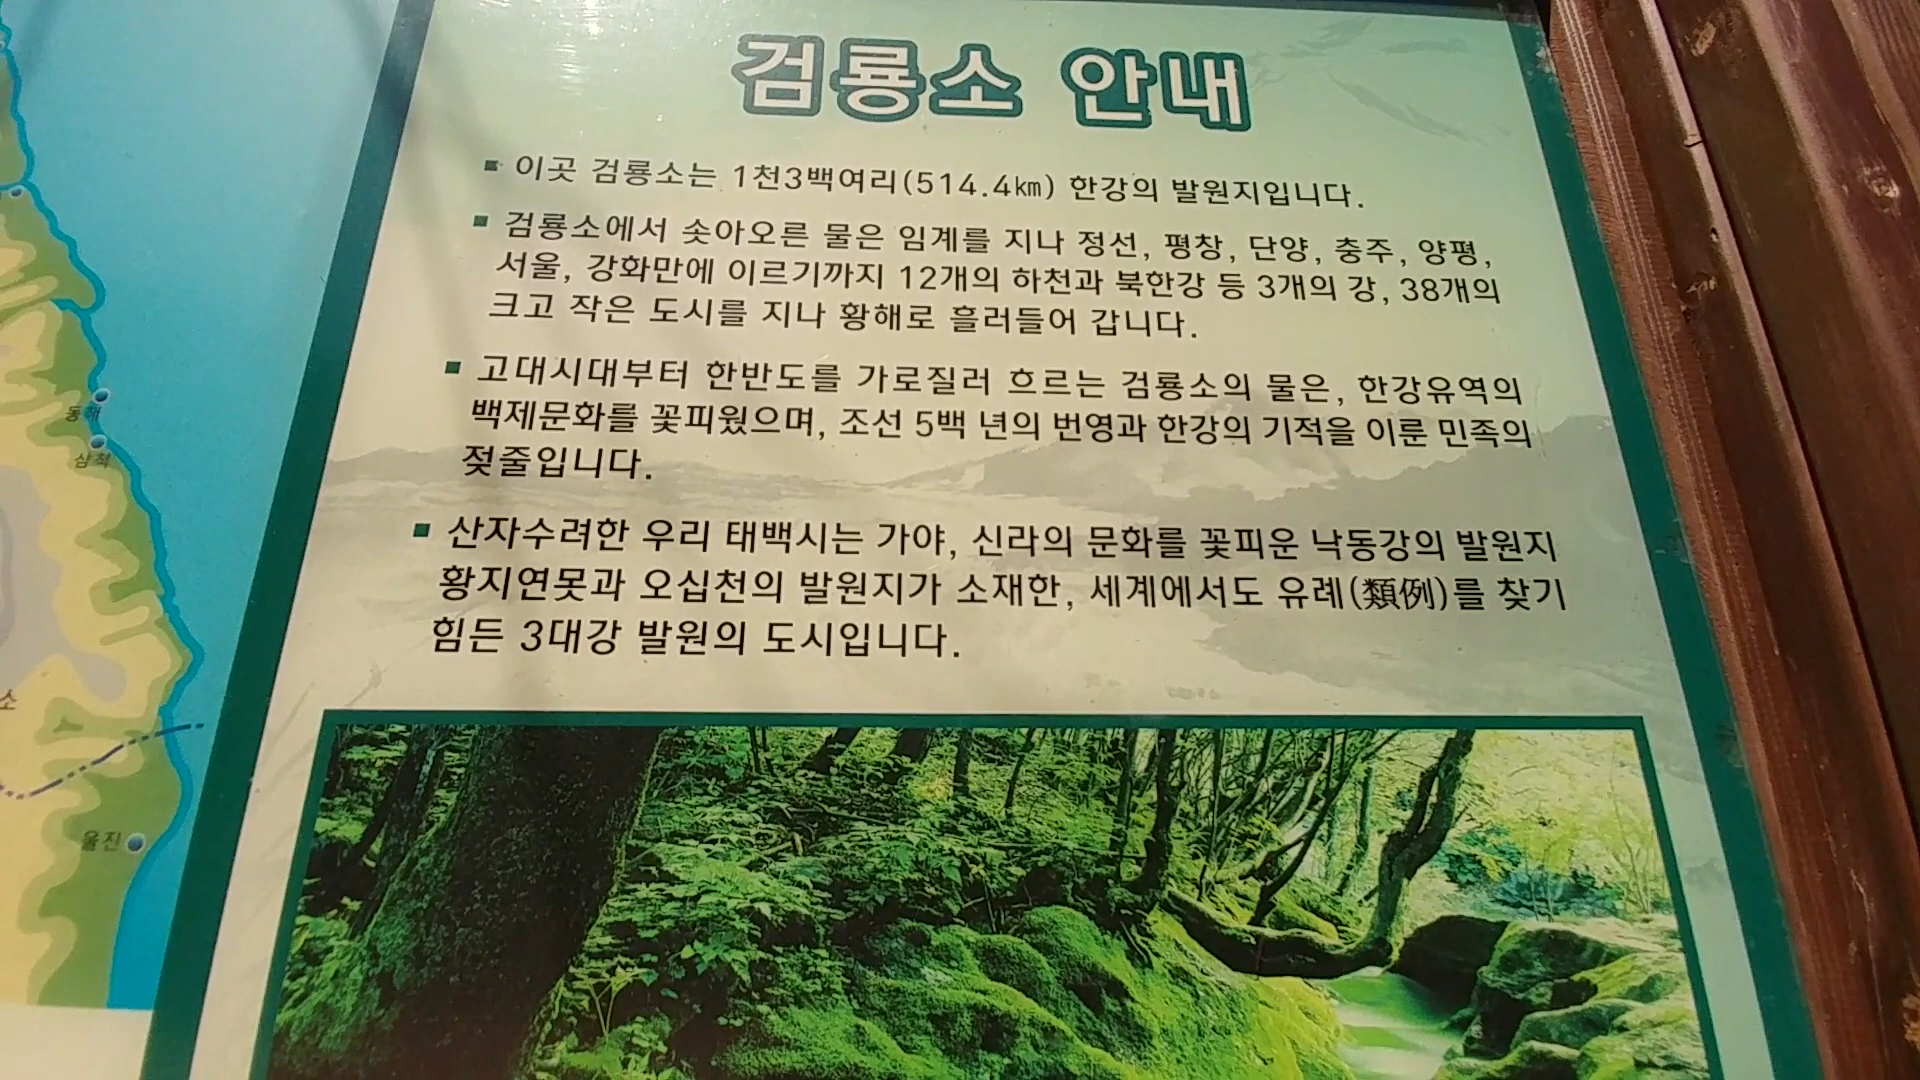 검룡소 안내
이곳 검룡소는 1천3백여리(514.4㎞) 한강의 발원지입니다.
검룡소에서 솟아오른 물은 임계를 지나 정선, 평창, 단양, 충주, 양평,
서울, 강화만에 이르기까지 12개의 하천과 북한강 등 3개의 강, 38개의
크고 작은 도시를 지나 황해로 흘러들어 갑니다.
고대시대부터 한반도를 가로질러 흐르는 검룡소의 물은, 한강유역의
백제문화를 꽃피웠으며, 조선 5백 년의 번영과 한강의 기적을 이룬 민족의
젖줄입니다.
산자수려한 우리 태백시는 가야, 신라의 문화를 꽃피운 낙동강의 발원지
황지연못과 오십천의 발원지가 소재한, 세계에서도 유례(類例)를 찾기
힘든 3대강 발원의 도시입니다.
동해
삼척
소
울진